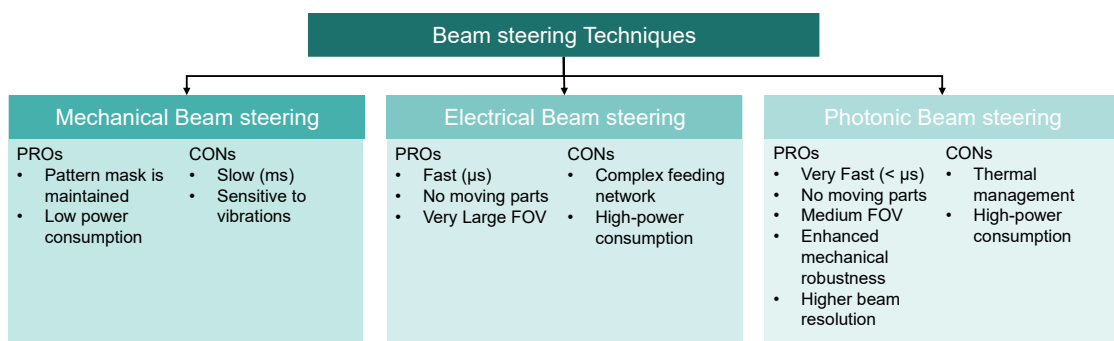 Beam steering Techniques
Mechanical Beam steering
PROs
• Pattern mask is
maintained
• Low power
consumption
CONs
• Slow (ms)
• Sensitive to
vibrations
Electrical Beam steering
PROs
• Fast (µs)
• No moving parts
• Very Large FOV
CONs
• Complex feeding
network
• High-power
consumption
Photonic Beam steering
PROs
• Very Fast (< µs)
• No moving parts
• Medium FOV
• Enhanced
mechanical
robustness
• Higher beam
resolution
CONs
• Thermal
management
• High-power
consumption